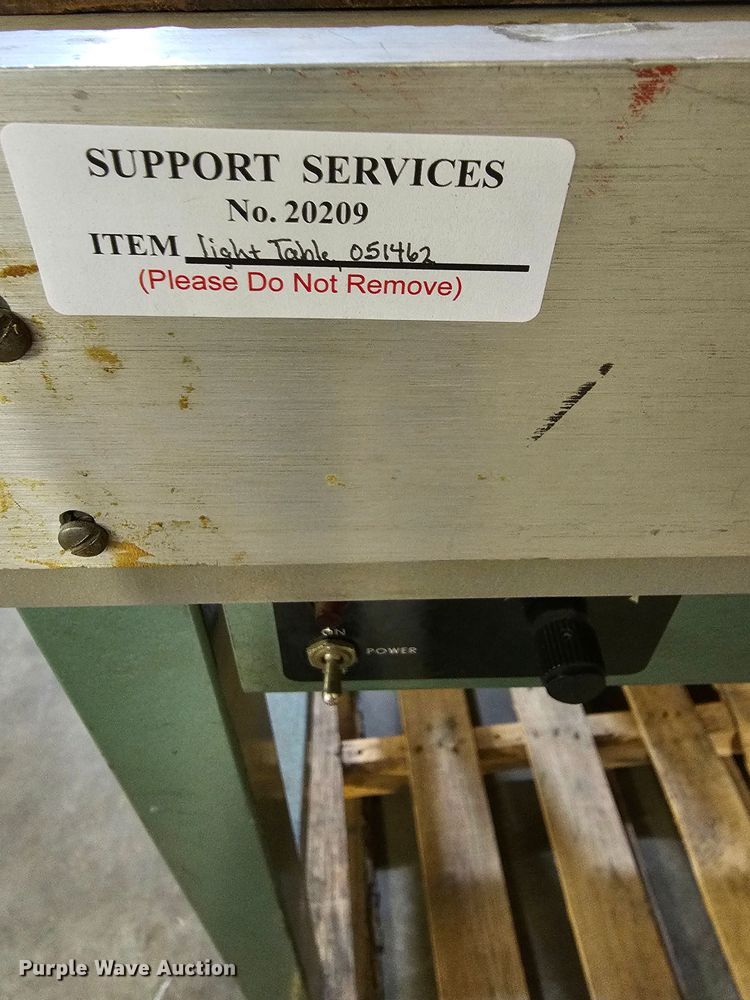 SUPPORT SERVICES
No. 20209
ITEM light Table 051462
(Please Do Not Remove)
ON
POWER
Purple Wave Auction